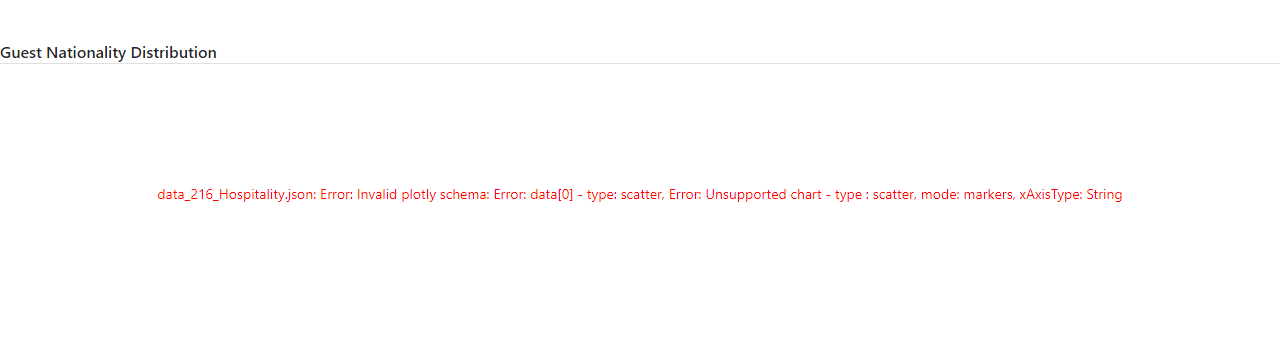 Guest Nationality Distribution
data_216_Hospitality.json: Error: Invalid plotly schema: Error: data[0] - type: scatter, Error: Unsupported chart - type : scatter, mode: markers, xAxisType: String